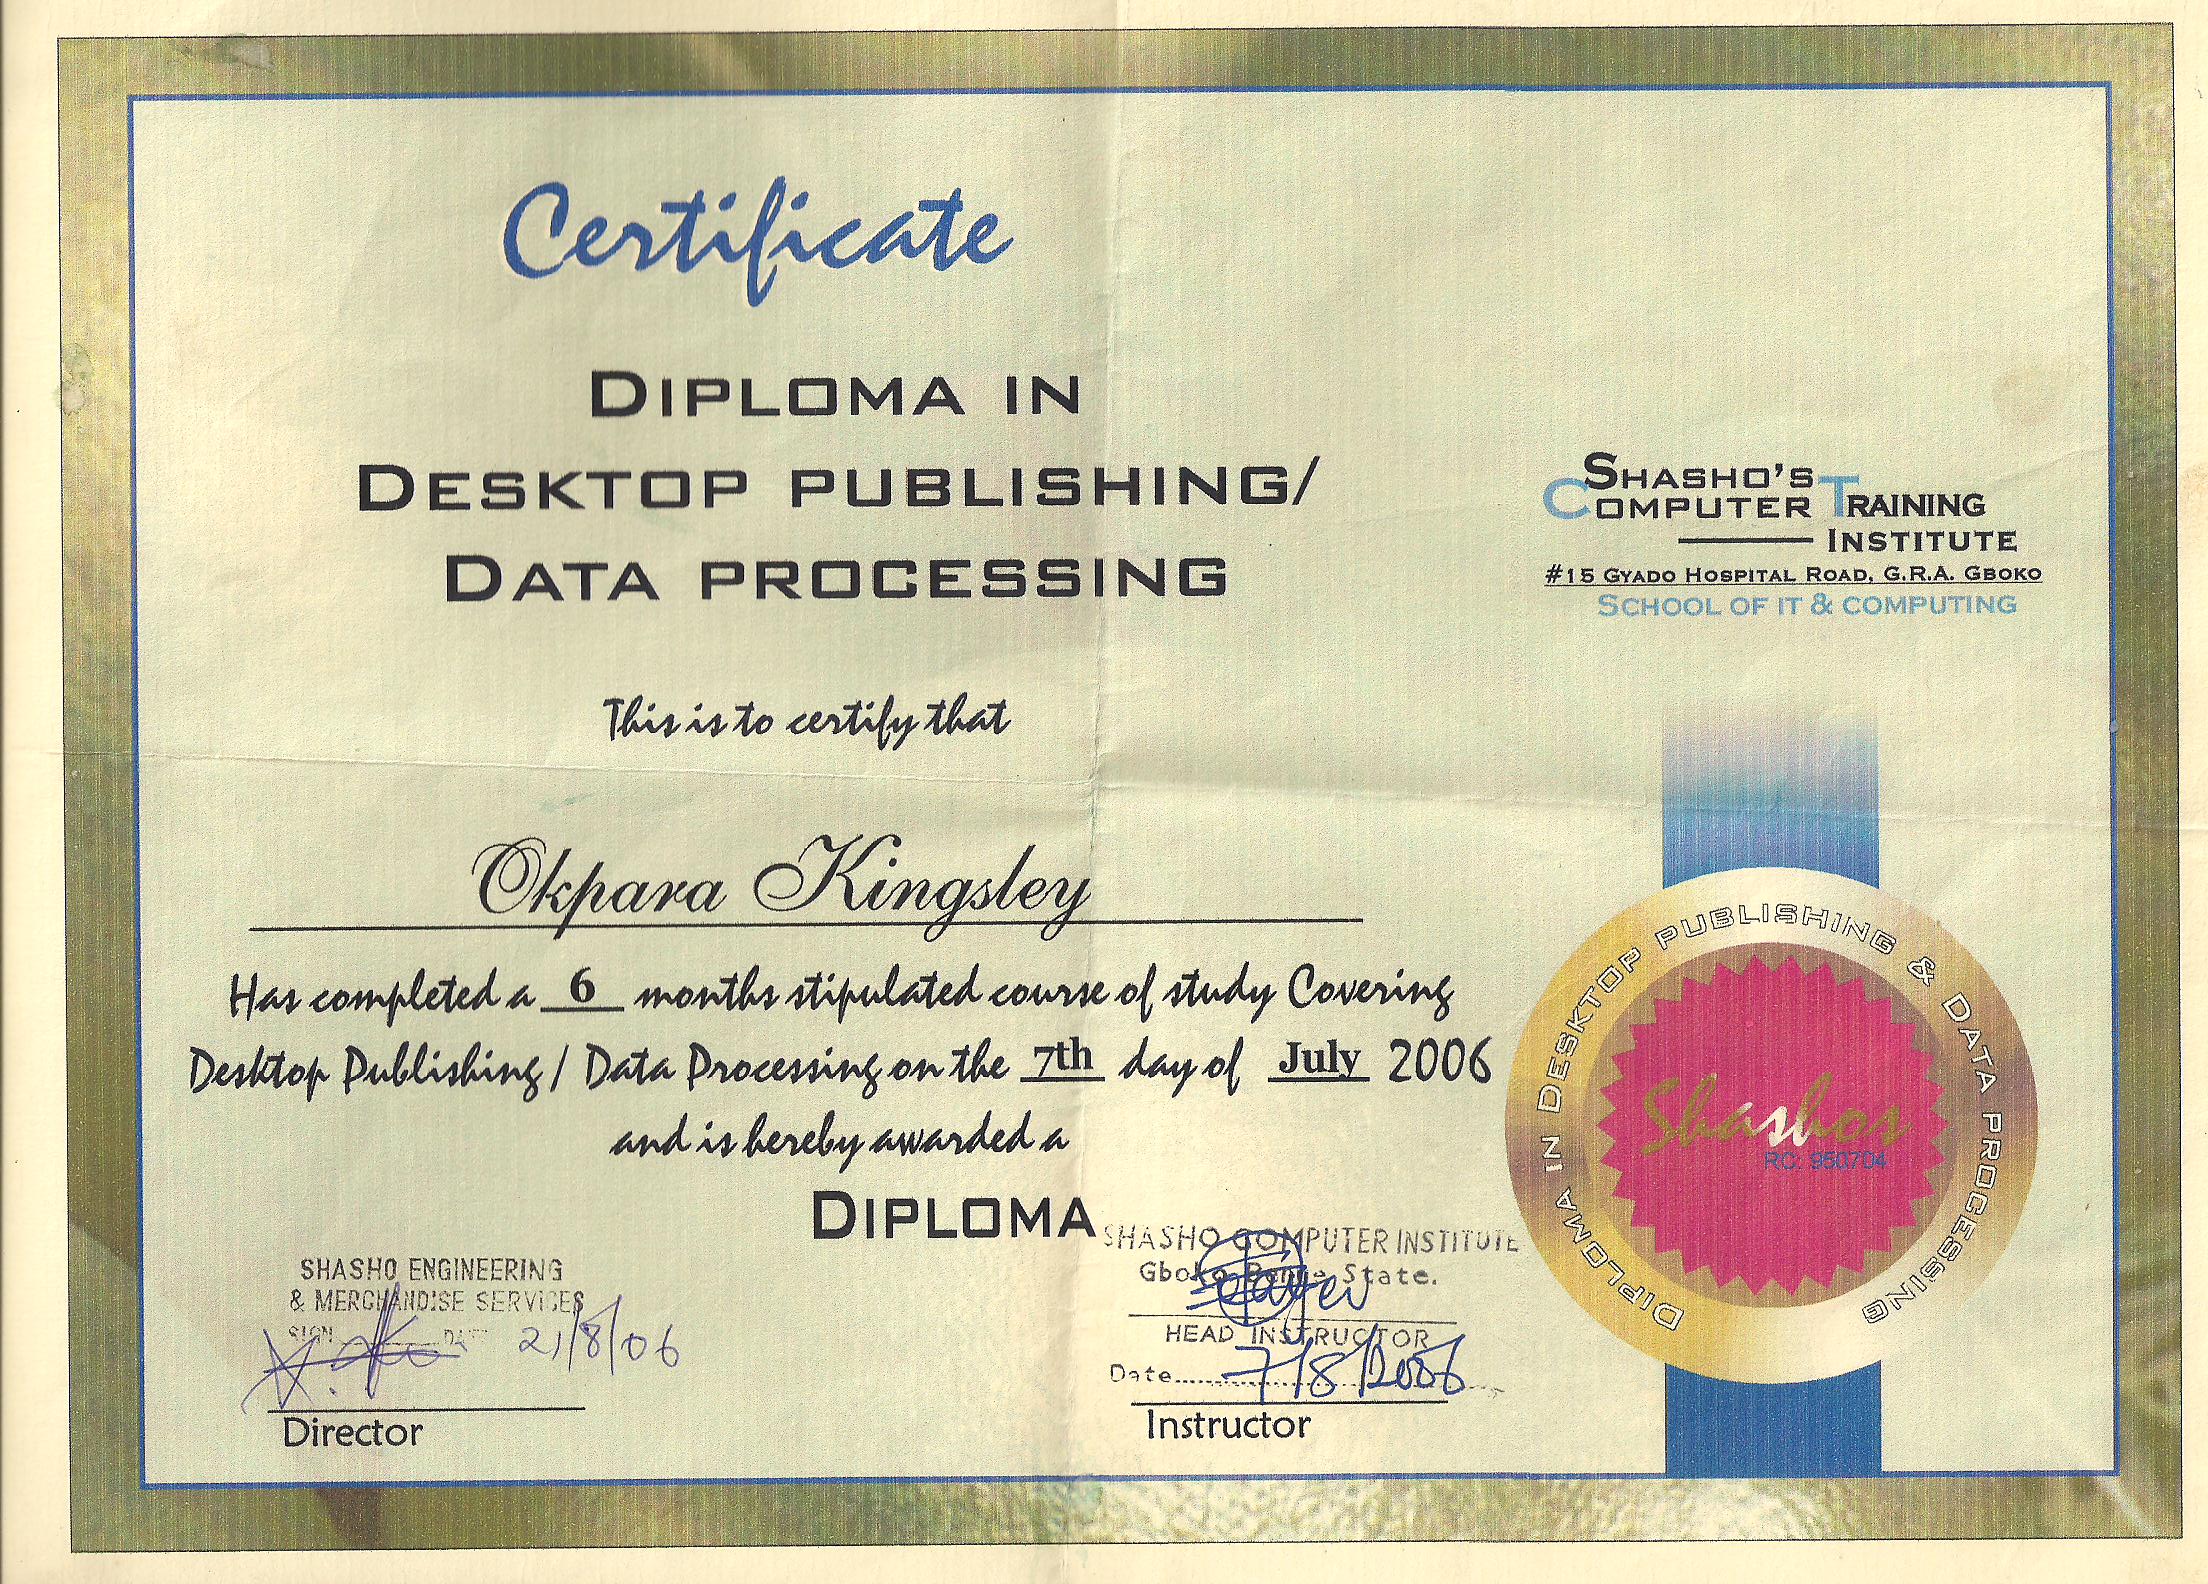 Certificate
DIPLOMA IN
DESKTOP PUBLISHING/
DATA PROCESSING
SHASHO'S
COMPUTER TRAINING
INSTITUTE
#15 GYADO HOSPITAL ROAD, G.R.A. GBOKO
SCHOOL OF IT & COMPUTING
This is to certify that
Okpara Kingsley
Has completed a 6 months stipulated course of study Covering
Desktop Publishing / Data Processing on the 7th day of July 2006
and is hereby awarded a
DIPLOMA
SHASHO ENGINEERING
& MERCHANDISE SERVICES
SIGN DATE 21/8/06
Director
SHASHO COMPUTER INSTITUTE
Gboko Benue State.
HEAD INSTRUCTOR
Date 7/8/2006
Instructor
DIPLOMA IN DESKTOP PUBLISHING & DATA PROCESSING
Shashos
RC: 950704